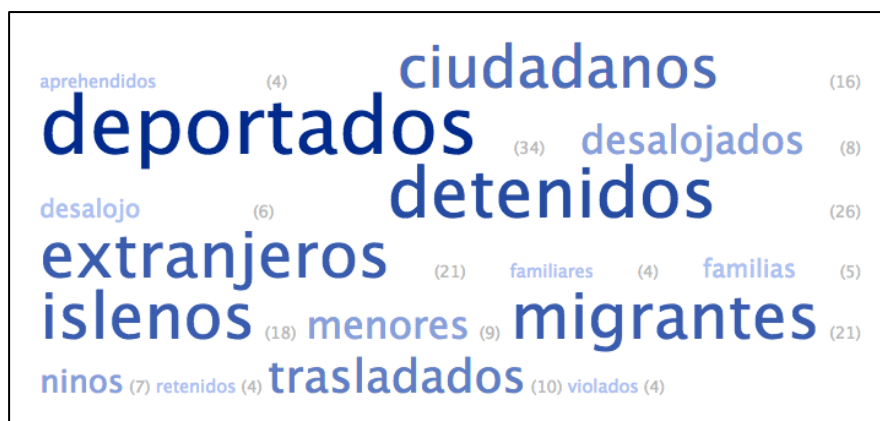 aprehendidos (4) ciudadanos (16)
deportados (34) desalojados (8)
desalojo (6) detenidos (26)
extranjeros (21) familiares (4) familias (5)
islenos (18) menores (9) migrantes (21)
ninos (7) retenidos (4) trasladados (10) violados (4)